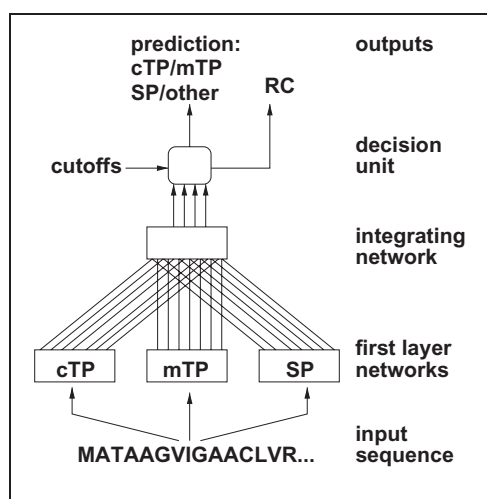 prediction:
cTP/mTP
SP/other
outputs
RC
cutoffs
decision
unit
integrating
network
cTP
mTP
SP
first layer
networks
MATAAGVIGAACLVR...
input
sequence